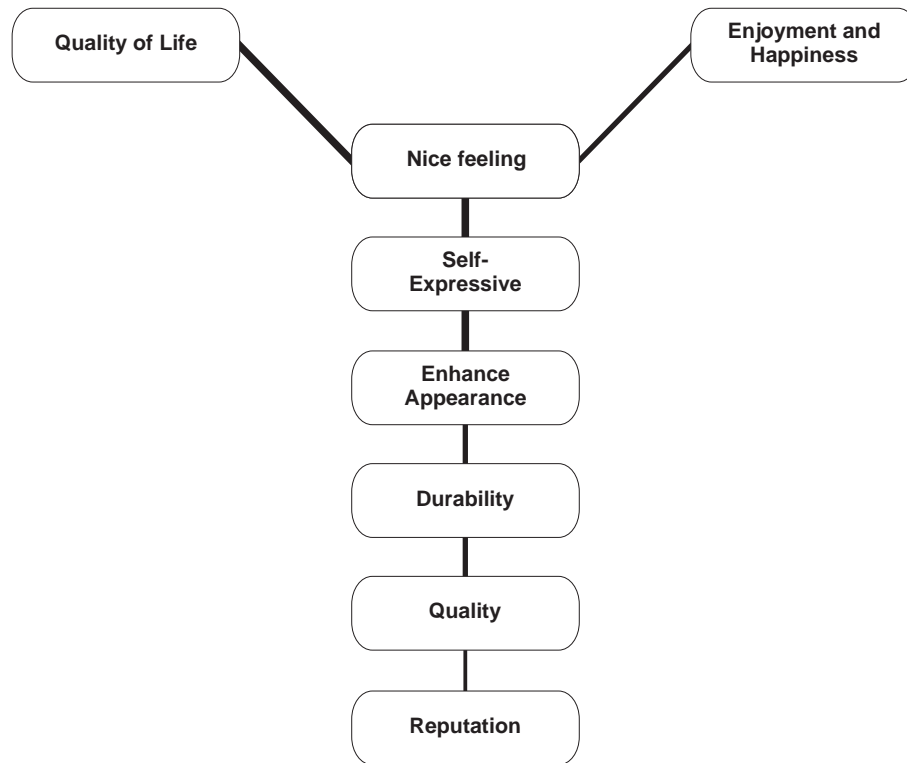 Quality of Life
Enjoyment and
Happiness
Nice feeling
Self-
Expressive
Enhance
Appearance
Durability
Quality
Reputation